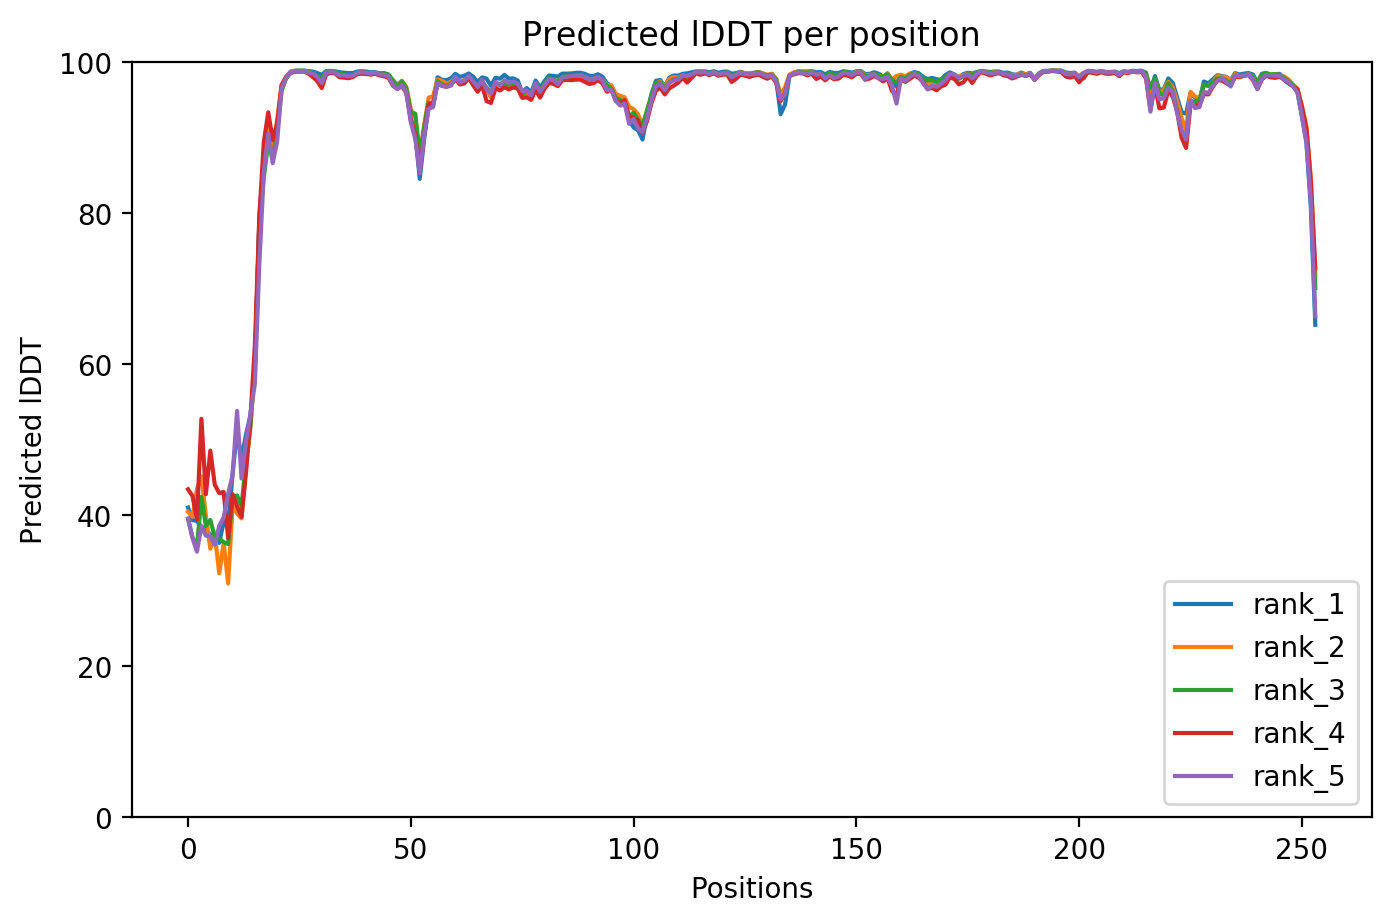 Predicted lDDT per position
100
80
60
40
20
0
Predicted lDDT
0 50 100 150 200 250
Positions
rank_1
rank_2
rank_3
rank_4
rank_5